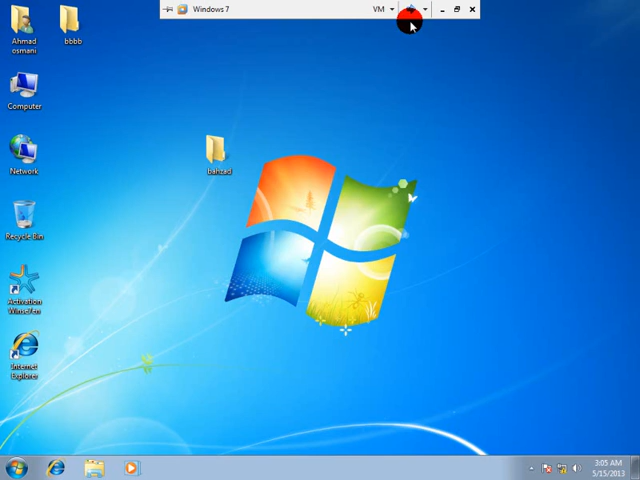 Windows 7
VM
Ahmad
osmani
bbbb
Computer
Network
bahzad
Recycle Bin
Activation
Internet
Explorer
3:05 AM
5/15/2013